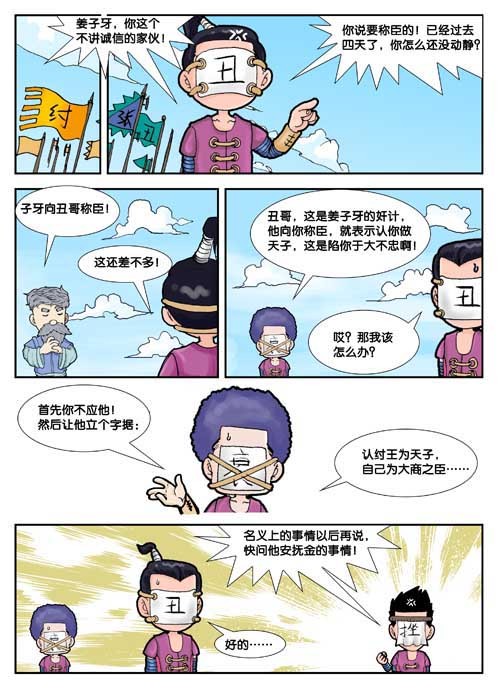 姜子牙，你这个
不讲诚信的家伙！
你说要称臣的！已经过去
四天了，你怎么还没动静？
丑
纣
丑
子牙向丑哥称臣！
这还差不多！
丑哥，这是姜子牙的奸计，
他向你称臣，就表示认你做
天子，这是陷你于大不忠啊！
哎？那我该
怎么办？
丑
首先你不应他！
然后让他立个字据：
认纣王为天子，
自己为大商之臣……
名义上的事情以后再说，
快问他安抚金的事情！
好的……
丑
挫